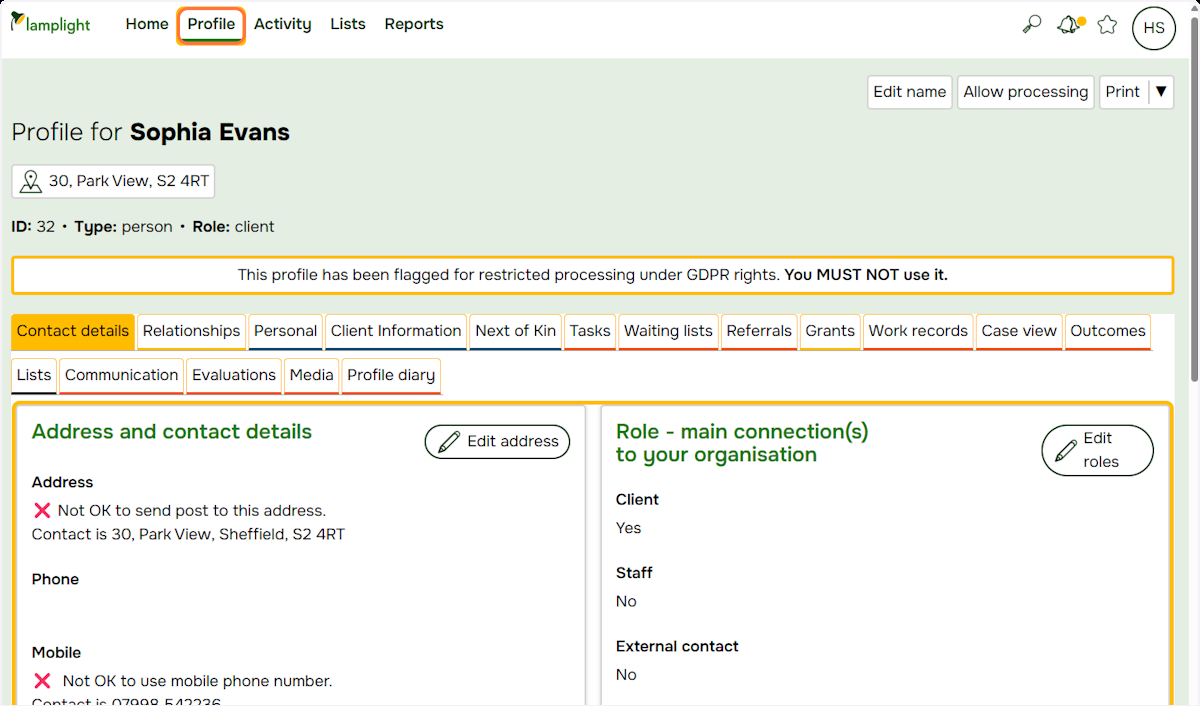 lamplight Home Profile Activity Lists Reports HS
Edit name Allow processing Print ▼
Profile for Sophia Evans
30, Park View, S2 4RT
ID: 32 • Type: person • Role: client
This profile has been flagged for restricted processing under GDPR rights. You MUST NOT use it.
Contact details Relationships Personal Client Information Next of Kin Tasks Waiting lists Referrals Grants Work records Case view Outcomes
Lists Communication Evaluations Media Profile diary
Address and contact details
Edit address
Address
Not OK to send post to this address.
Contact is 30, Park View, Sheffield, S2 4RT
Phone
Mobile
Not OK to use mobile phone number.
Contact is 07998 542236
Role - main connection(s)
to your organisation
Edit
roles
Client
Yes
Staff
No
External contact
No